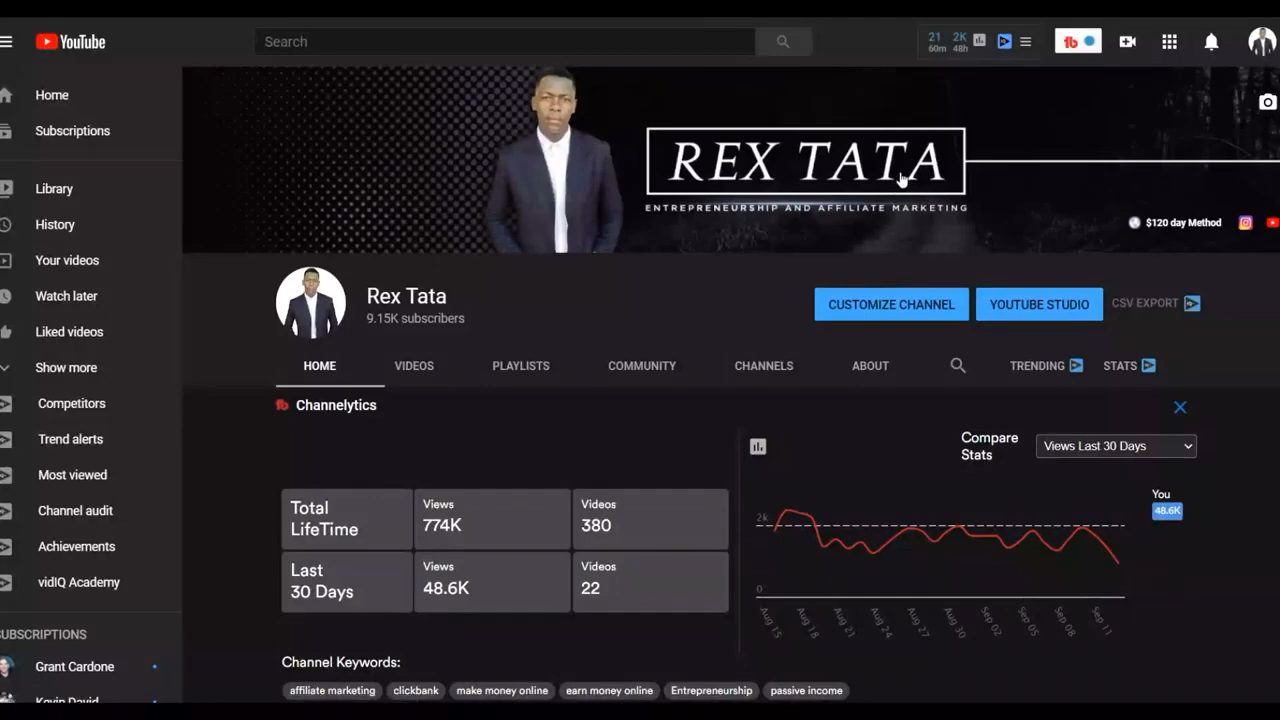 YouTube
Search
21 60m
2K 48h
tb
Home
Subscriptions
Library
History
Your videos
Watch later
Liked videos
Show more
Competitors
Trend alerts
Most viewed
Channel audit
Achievements
vidIQ Academy
SUBSCRIPTIONS
Grant Cardone
Kevin David
REX TATA
ENTREPRENEURSHIP AND AFFILIATE MARKETING
$120 day Method
Rex Tata
9.15K subscribers
CUSTOMIZE CHANNEL
YOUTUBE STUDIO
CSV EXPORT
HOME
VIDEOS
PLAYLISTS
COMMUNITY
CHANNELS
ABOUT
TRENDING
STATS
tb Channelytics
Compare
Stats
Views Last 30 Days
Total
LifeTime
Views
774K
Videos
380
Last
30 Days
Views
48.6K
Videos
22
You
48.6K
2k
0
Aug 15
Aug 18
Aug 21
Aug 24
Aug 27
Aug 30
Sep 02
Sep 05
Sep 08
Sep 11
Channel Keywords:
affiliate marketing
clickbank
make money online
earn money online
Entrepreneurship
passive income